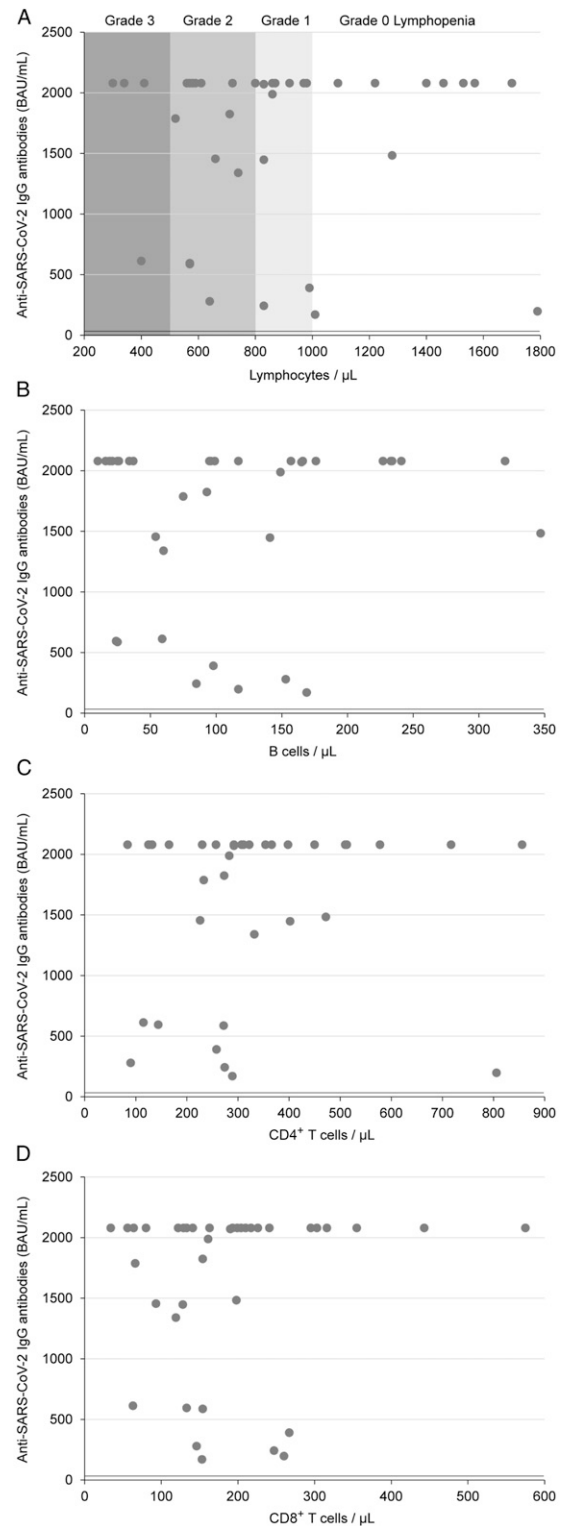 A
Grade 3 Grade 2 Grade 1 Grade 0 Lymphopenia
2500
2000
1500
1000
500
0
Anti-SARS-CoV-2 IgG antibodies (BAU/mL)
200 400 600 800 1000 1200 1400 1600 1800
Lymphocytes / µL
B
2500
2000
1500
1000
500
0
Anti-SARS-CoV-2 IgG antibodies (BAU/mL)
0 50 100 150 200 250 300 350
B cells / µL
C
2500
2000
1500
1000
500
0
Anti-SARS-CoV-2 IgG antibodies (BAU/mL)
0 100 200 300 400 500 600 700 800 900
CD4⁺ T cells / µL
D
2500
2000
1500
1000
500
0
Anti-SARS-CoV-2 IgG antibodies (BAU/mL)
0 100 200 300 400 500 600
CD8⁺ T cells / µL